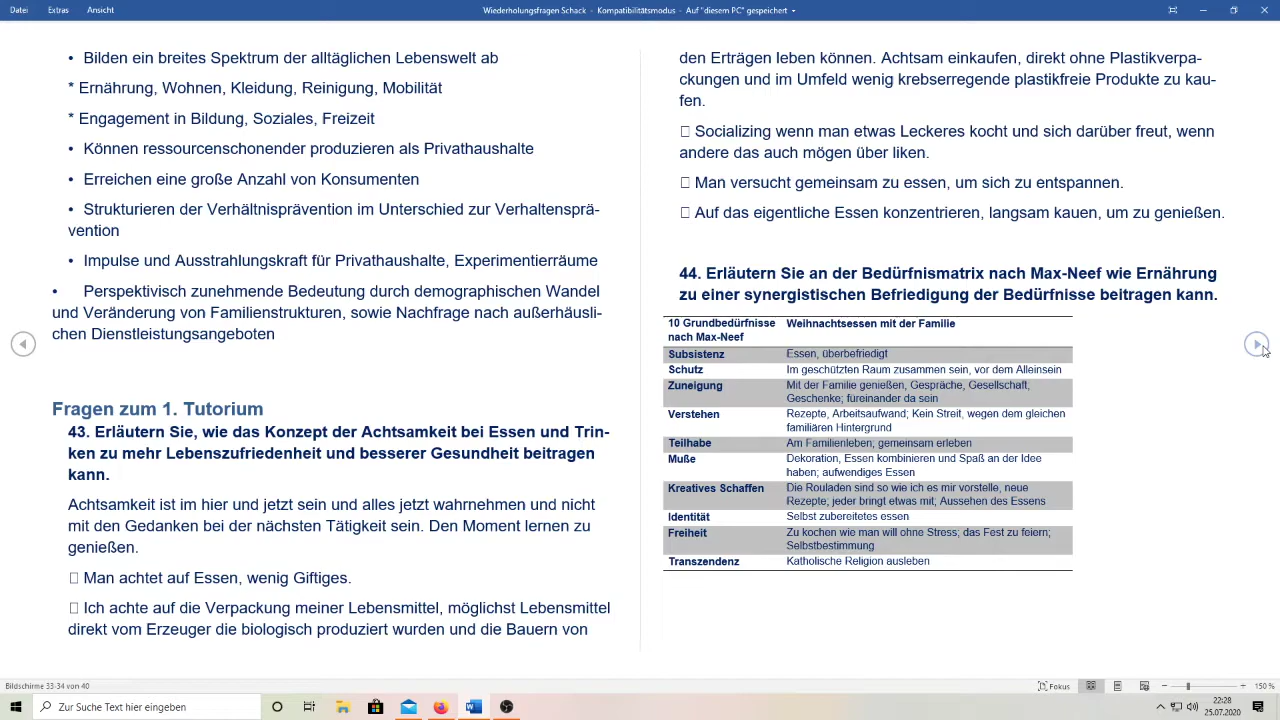 Datei Extras Ansicht
Wiederholungsfragen Schack - Kompatibilitätsmodus - Auf "diesem PC" gespeichert
• Bilden ein breites Spektrum der alltäglichen Lebenswelt ab
* Ernährung, Wohnen, Kleidung, Reinigung, Mobilität
* Engagement in Bildung, Soziales, Freizeit
• Können ressourcenschonender produzieren als Privathaushalte
• Erreichen eine große Anzahl von Konsumenten
• Strukturieren der Verhältnisprävention im Unterschied zur Verhaltensprä-
vention
• Impulse und Ausstrahlungskraft für Privathaushalte, Experimentierräume
• Perspektivisch zunehmende Bedeutung durch demographischen Wandel
und Veränderung von Familienstrukturen, sowie Nachfrage nach außerhäusli-
chen Dienstleistungsangeboten
Fragen zum 1. Tutorium
43. Erläutern Sie, wie das Konzept der Achtsamkeit bei Essen und Trin-
ken zu mehr Lebenszufriedenheit und besserer Gesundheit beitragen
kann.
Achtsamkeit ist im hier und jetzt sein und alles jetzt wahrnehmen und nicht
mit den Gedanken bei der nächsten Tätigkeit sein. Den Moment lernen zu
genießen.
Man achtet auf Essen, wenig Giftiges.
Ich achte auf die Verpackung meiner Lebensmittel, möglichst Lebensmittel
direkt vom Erzeuger die biologisch produziert wurden und die Bauern von
den Erträgen leben können. Achtsam einkaufen, direkt ohne Plastikverpa-
ckungen und im Umfeld wenig krebserregende plastikfreie Produkte zu kau-
fen.
Socializing wenn man etwas Leckeres kocht und sich darüber freut, wenn
andere das auch mögen über liken.
Man versucht gemeinsam zu essen, um sich zu entspannen.
Auf das eigentliche Essen konzentrieren, langsam kauen, um zu genießen.
44. Erläutern Sie an der Bedürfnismatrix nach Max-Neef wie Ernährung
zu einer synergistischen Befriedigung der Bedürfnisse beitragen kann.
10 Grundbedürfnisse Weihnachtsessen mit der Familie
nach Max-Neef
Subsistenz Essen, überbefriedigt
Schutz Im geschützten Raum zusammen sein, vor dem Alleinsein
Zuneigung Mit der Familie genießen, Gespräche, Gesellschaft,
Geschenke; füreinander da sein
Verstehen Rezepte, Arbeitsaufwand; Kein Streit, wegen dem gleichen
familiären Hintergrund
Teilhabe Am Familienleben; gemeinsam erleben
Muße Dekoration, Essen kombinieren und Spaß an der Idee
haben; aufwendiges Essen
Kreatives Schaffen Die Rouladen sind so wie ich es mir vorstelle, neue
Rezepte; jeder bringt etwas mit; Aussehen des Essens
Identität Selbst zubereitetes essen
Freiheit Zu kochen wie man will ohne Stress; das Fest zu feiern;
Selbstbestimmung
Transzendenz Katholische Religion ausleben
Bildschirme 33-34 von 40
Fokus
150 %
Zur Suche Text hier eingeben
22:28
25.07.2020